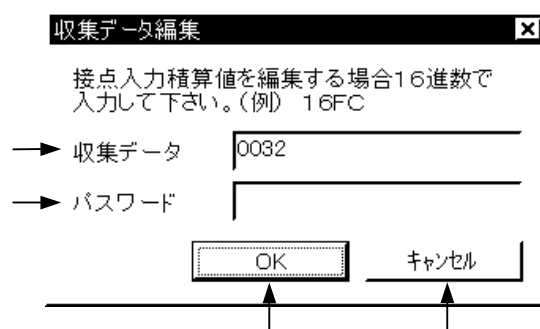 収集データ編集
接点入力積算値を編集する場合16進数で
入力して下さい。(例) 16FC
収集データ 0032
パスワード
OK キャンセル